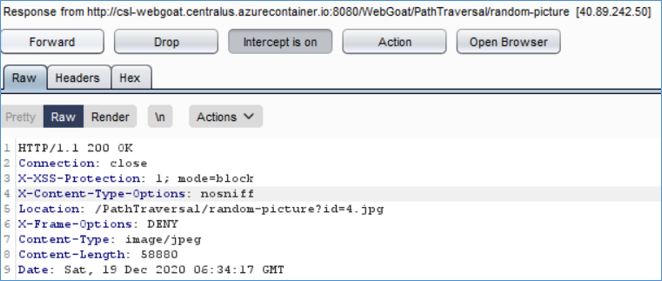 Response from http://csl-webgoat.centralus.azurecontainer.io:8080/WebGoat/PathTraversal/random-picture [40.89.242.50]
Forward Drop Intercept is on Action Open Browser
Raw Headers Hex
Pretty Raw Render \n Actions
1 HTTP/1.1 200 OK
2 Connection: close
3 X-XSS-Protection: 1; mode=block
4 X-Content-Type-Options: nosniff
5 Location: /PathTraversal/random-picture?id=4.jpg
6 X-Frame-Options: DENY
7 Content-Type: image/jpeg
8 Content-Length: 58880
9 Date: Sat, 19 Dec 2020 06:34:17 GMT